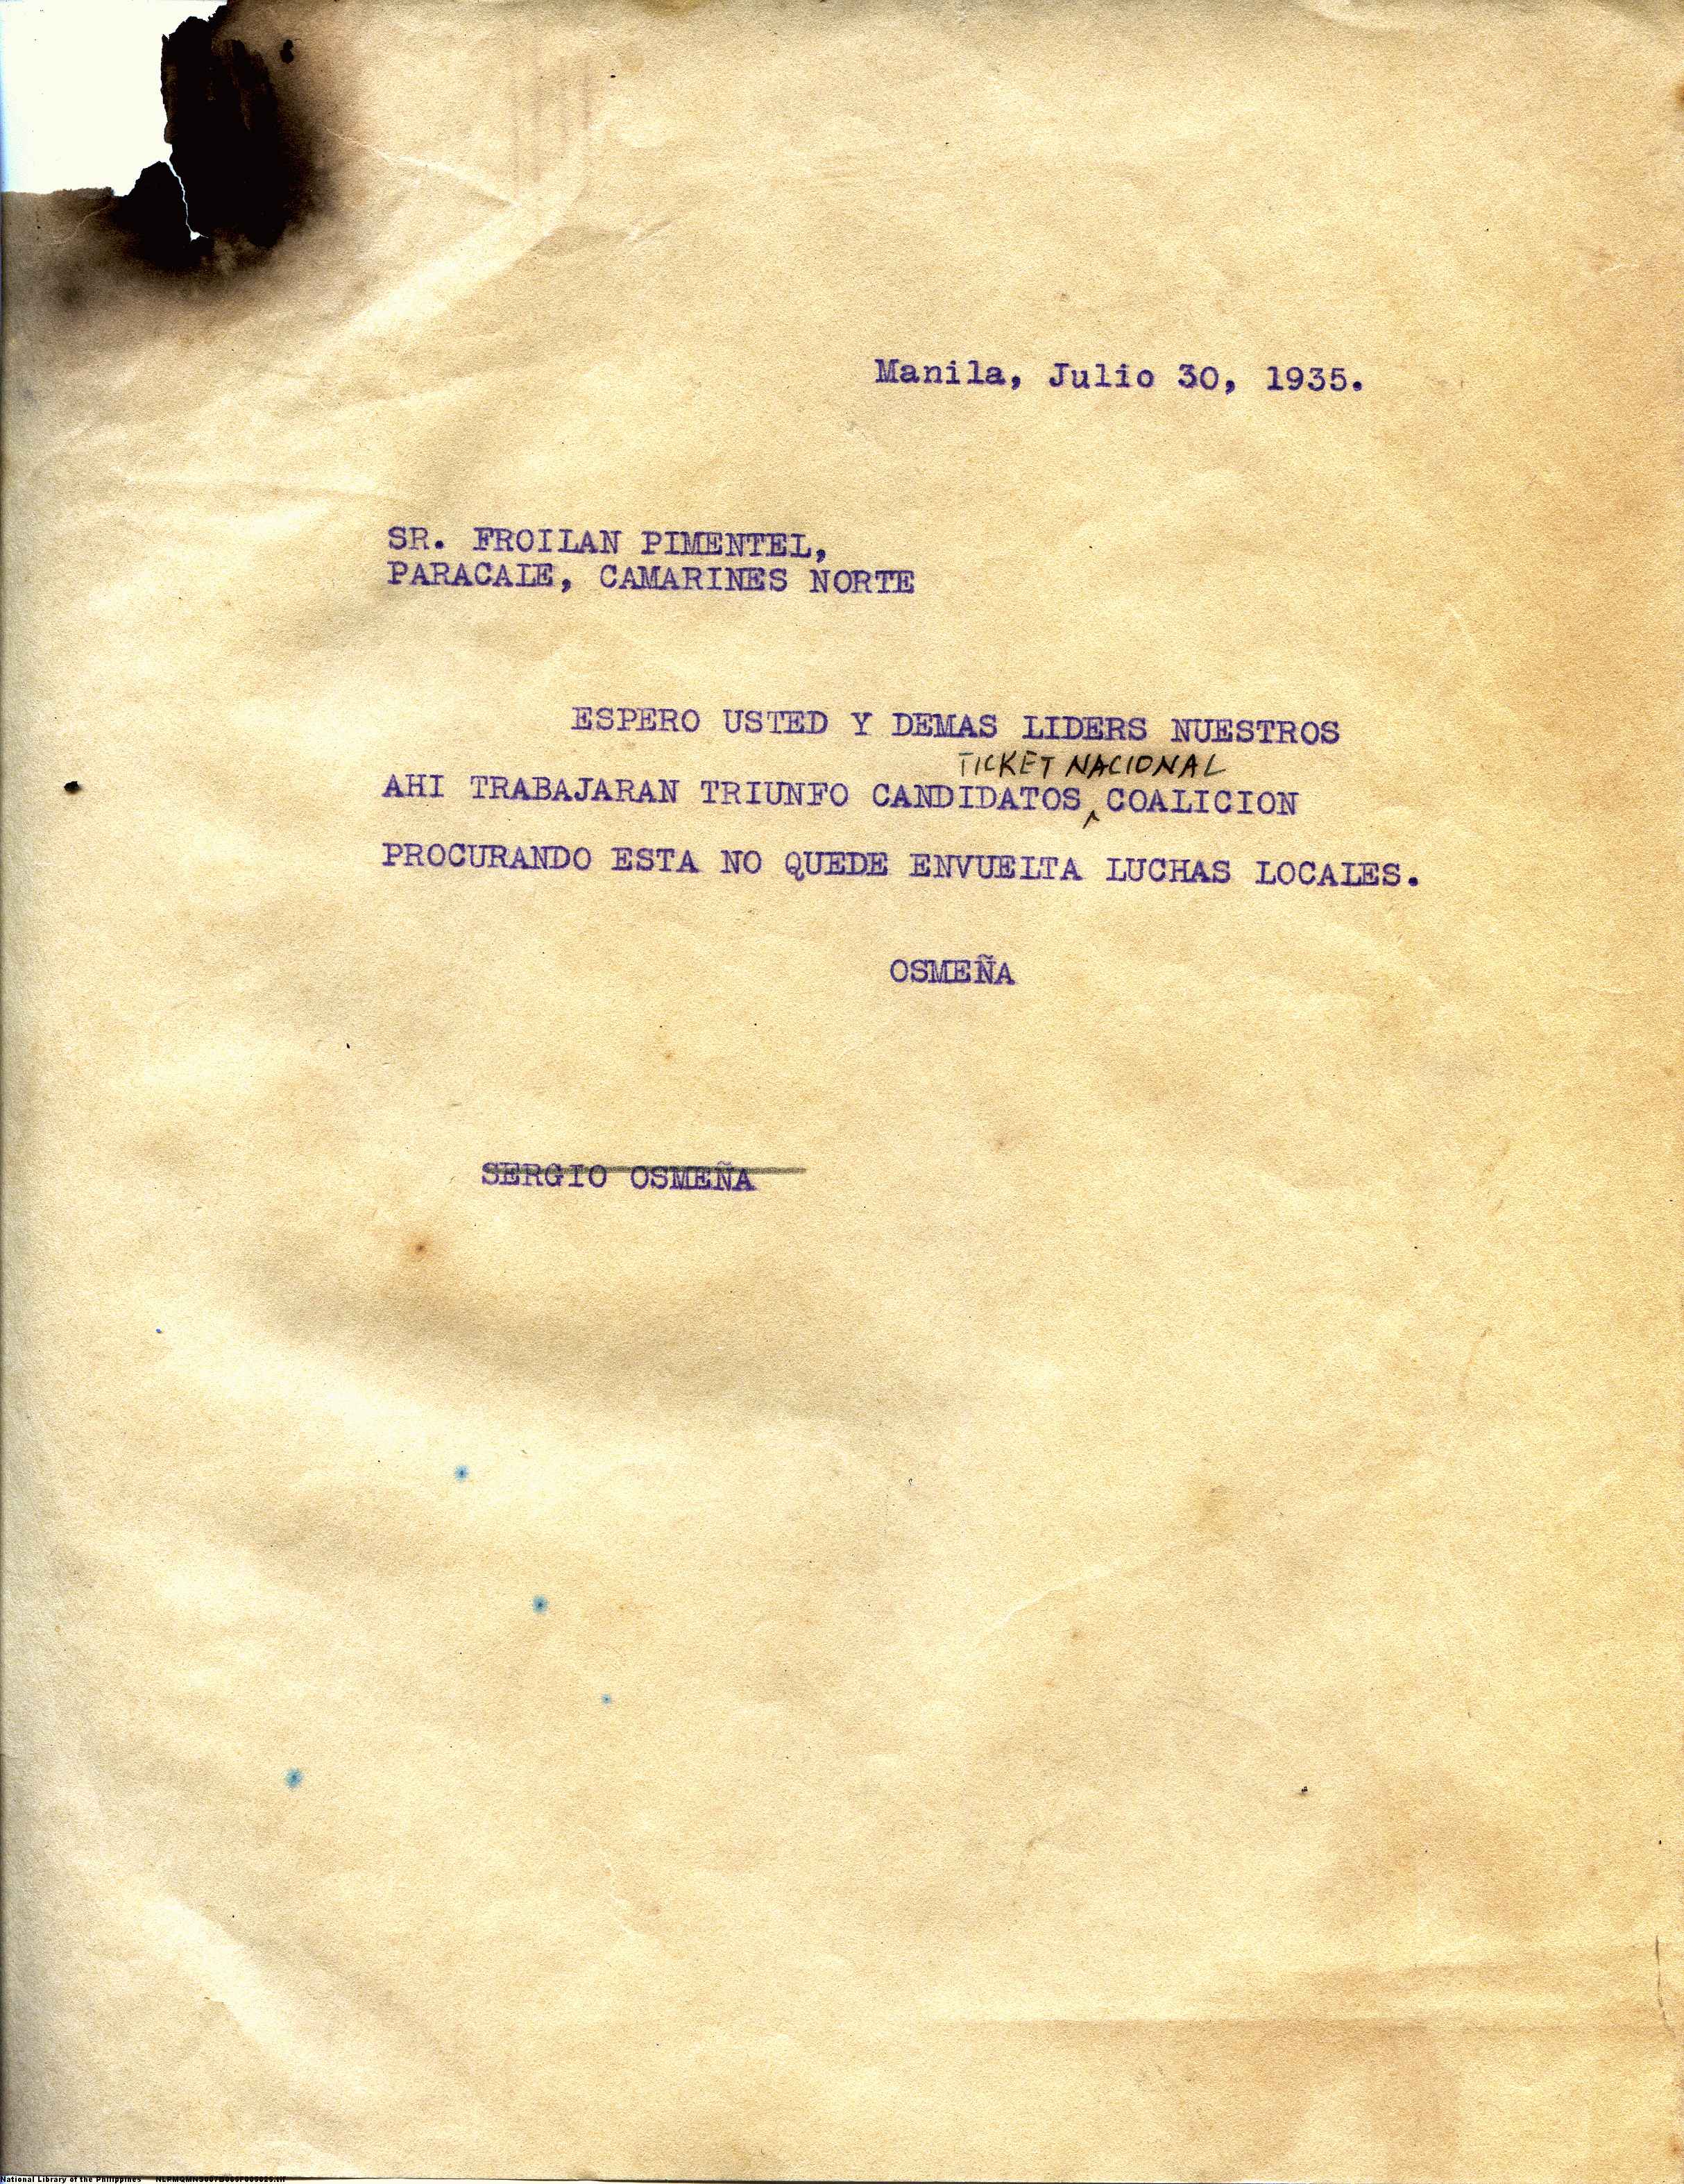 Manila, Julio 30, 1935.
SR. FROILAN PIMENTEL,
PARACALE, CAMARINES NORTE
ESPERO USTED Y DEMAS LIDERS NUESTROS
TICKET NACIONAL
AHI TRABAJARAN TRIUNFO CANDIDATOS ‸ COALICION
PROCURANDO ESTA NO QUEDE ENVUELTA LUCHAS LOCALES.
OSMEÑA
SERGIO OSMEÑA
National Library of the Philippines